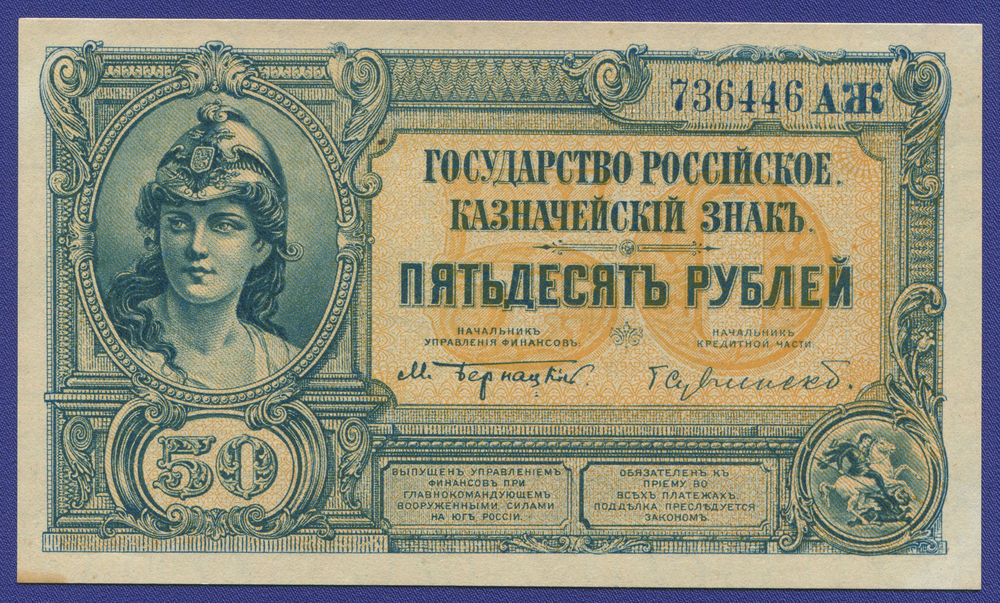 736446 АЖ
ГОСУДАРСТВО РОССІЙСКОЕ.
КАЗНАЧЕЙСКІЙ ЗНАКЪ.
ПЯТЬДЕСЯТЪ РУБЛЕЙ
НАЧАЛЬНИКЪ
УПРАВЛЕНІЯ ФИНАНСОВЪ.
НАЧАЛЬНИКЪ
КРЕДИТНОЙ ЧАСТИ.
М. Бернацкій.
50
ВЫПУЩЕНЪ УПРАВЛЕНІЕМЪ
ФИНАНСОВЪ ПРИ
ГЛАВНОКОМАНДУЮЩЕМЪ
ВООРУЖЕННЫМИ СИЛАМИ
НА ЮГѢ РОССІИ.
ОБЯЗАТЕЛЕНЪ КЪ
ПРІЕМУ ВО
ВСѢХЪ ПЛАТЕЖАХЪ.
ПОДДѢЛКА ПРЕСЛѢДУЕТСЯ
ЗАКОНОМЪ.